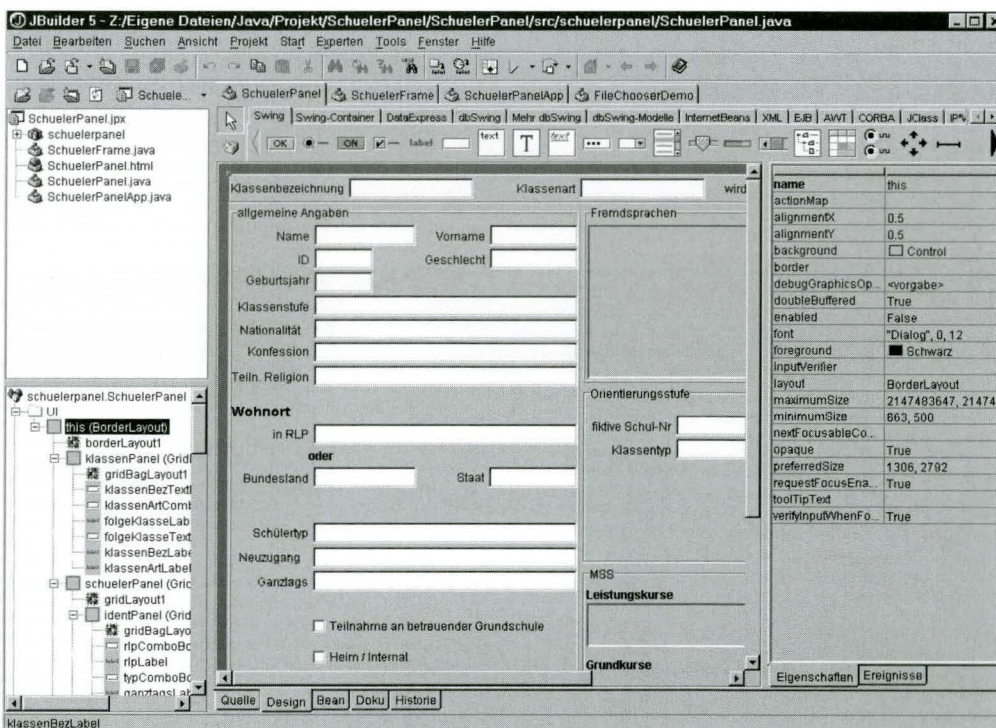 JBuilder 5 - Z:/Eigene Dateien/Java/Projekt/SchuelerPanel/SchuelerPanel/src/schuelerpanel/SchuelerPanel.java
Datei Bearbeiten Suchen Ansicht Projekt Start Experten Tools Fenster Hilfe
Schuele...
SchuelerPanel SchuelerFrame SchuelerPanelApp FileChooserDemo
SchuelerPanel.jpx
schuelerpanel
SchuelerFrame.java
SchuelerPanel.html
SchuelerPanel.java
SchuelerPanelApp.java
Swing Swing-Container DataExpress dbSwing Mehr dbSwing dbSwing-Modelle InternetBeans XML EJB AWT CORBA JClass
OK ON label text T text
Klassenbezeichnung Klassenart wird
allgemeine Angaben
Name Vorname
ID Geschlecht
Geburtsjahr
Klassenstufe
Nationalität
Konfession
Teiln. Religion
Wohnort
in RLP
oder
Bundesland Staat
Schülertyp
Neuzugang
Ganztags
Teilnahme an betreuender Grundschule
Heim / Internat
Fremdsprachen
Orientierungsstufe
fiktive Schul-Nr
Klassentyp
MSS
Leistungskurse
Grundkurse
name this
actionMap
alignmentX 0.5
alignmentY 0.5
background Control
border
debugGraphicsOp... <vorgabe>
doubleBuffered True
enabled False
font "Dialog", 0, 12
foreground Schwarz
inputVerifier
layout BorderLayout
maximumSize 2147483647, 21474
minimumSize 663, 500
nextFocusableCo...
opaque True
preferredSize 1306, 2792
requestFocusEna... True
toolTipText
verifyInputWhenFo... True
Eigenschaften Ereignisse
schuelerpanel.SchuelerPanel
UI
this (BorderLayout)
borderLayout1
klassenPanel (Grid
gridBagLayout1
klassenBezTextF
klassenArtComb
folgeKlasseLab
folgeKlasseText
klassenBezLabe
klassenArtLabel
schuelerPanel (Gric
gridLayout1
identPanel (Grid
gridBagLayo
rlpComboBo
rlpLabel
typComboBo
ganztagsLab
Quelle Design Bean Doku Historie
klassenBezLabel